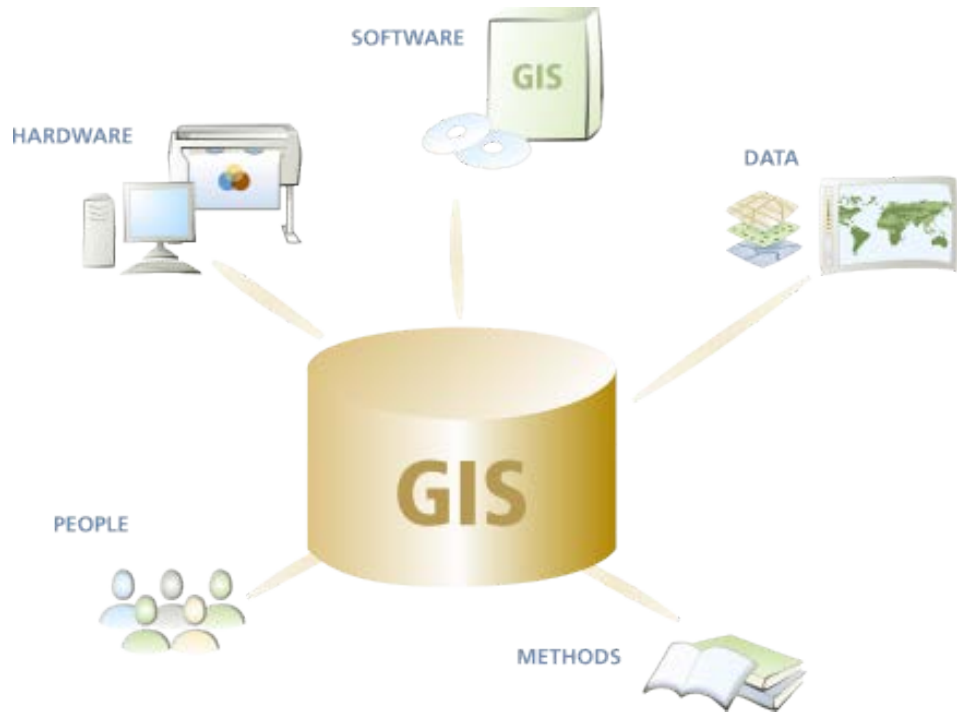 SOFTWARE
GIS
HARDWARE
DATA
GIS
PEOPLE
METHODS